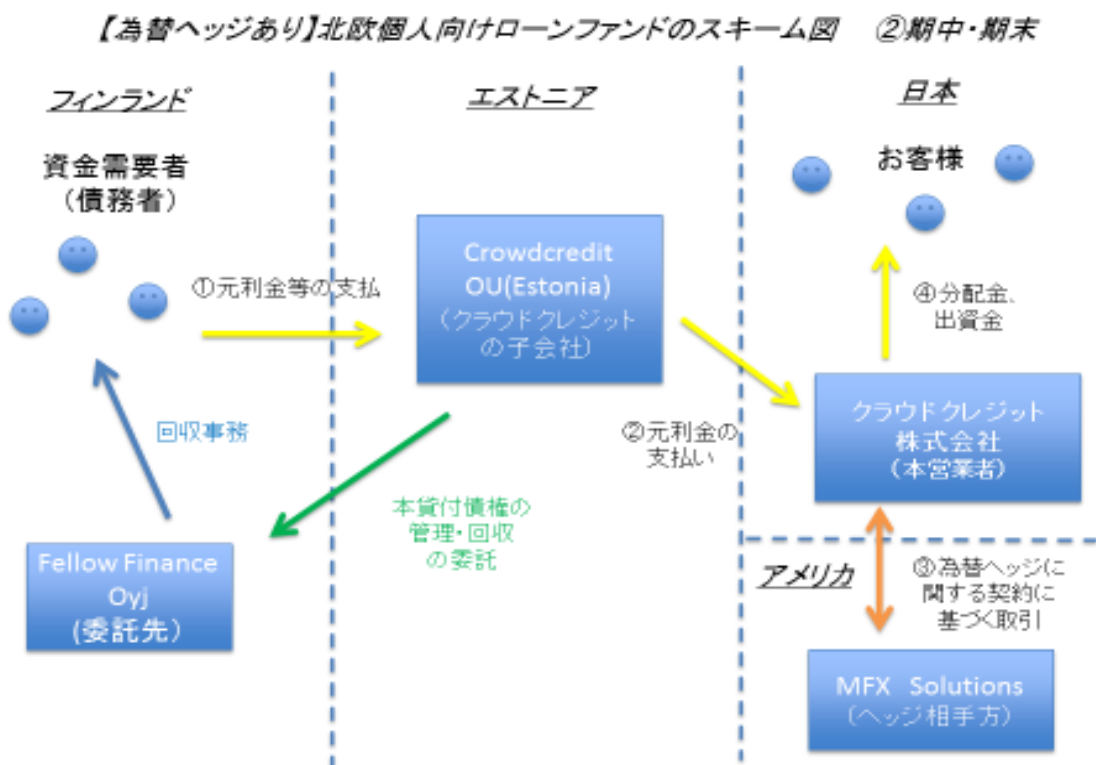 【為替ヘッジあり】北欧個人向けローンファンドのスキーム図 ②期中・期末
フィンランド
エストニア
日本
資金需要者
(債務者)
お客様
①元利金等の支払
Crowdcredit
OU(Estonia)
(クラウドクレジット
の子会社)
④分配金、
出資金
回収事務
②元利金の
支払い
クラウドクレジット
株式会社
(本営業者)
本貸付債権の
管理・回収
の委託
Fellow Finance
Oyj
(委託先)
アメリカ
③為替ヘッジに
関する契約に
基づく取引
MFX Solutions
(ヘッジ相手方)